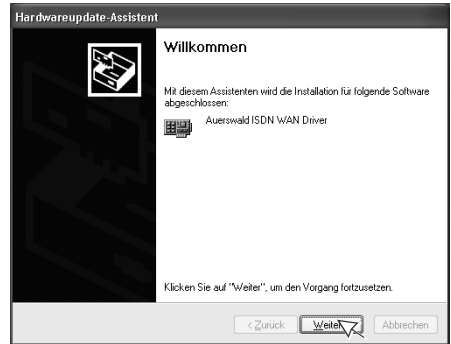 Hardwareupdate-Assistent
Willkommen
Mit diesem Assistenten wird die Installation für folgende Software
abgeschlossen:
Auerswald ISDN WAN Driver
Klicken Sie auf "Weiter", um den Vorgang fortzusetzen.
< Zurück Weiter Abbrechen